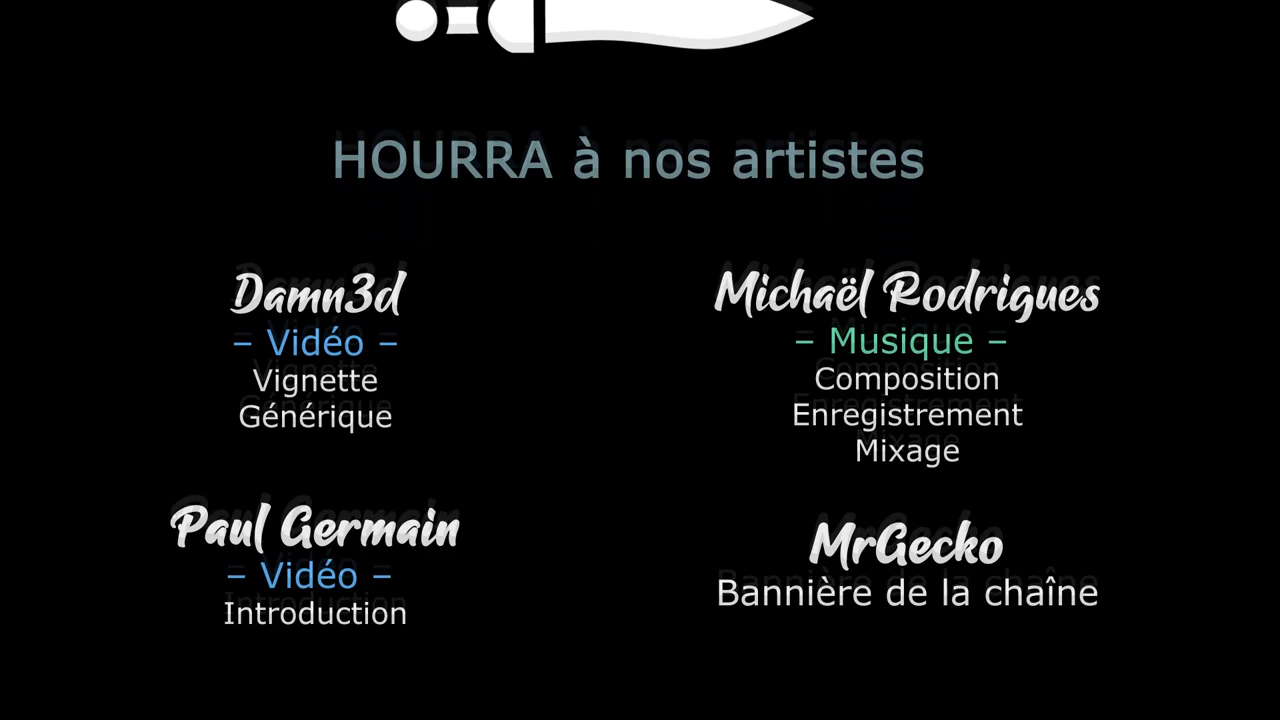 HOURRA à nos artistes
Damn3d
– Vidéo –
Vignette
Générique
Michaël Rodrigues
– Musique –
Composition
Enregistrement
Mixage
Paul Germain
– Vidéo –
Introduction
MrGecko
Bannière de la chaîne